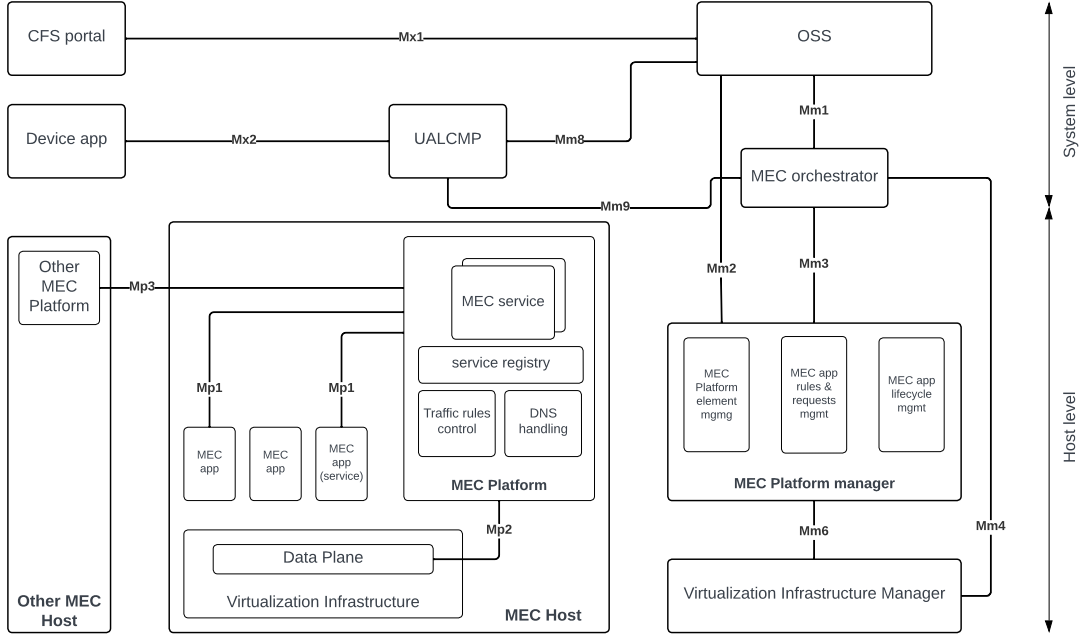 CFS portal
Mx1
OSS
Device app
Mx2
UALCMP
Mm8
Mm1
MEC orchestrator
Mm9
System level
Other
MEC
Platform
Mp3
Mp1
Mp1
MEC
app
MEC
app
MEC
app
(service)
MEC service
service registry
Traffic rules
control
DNS
handling
MEC Platform
Mp2
Data Plane
Virtualization Infrastructure
MEC Host
Other MEC
Host
Mm2
Mm3
MEC
Platform
element
mgmg
MEC app
rules &
requests
mgmt
MEC app
lifecycle
mgmt
MEC Platform manager
Mm6
Mm4
Virtualization Infrastructure Manager
Host level